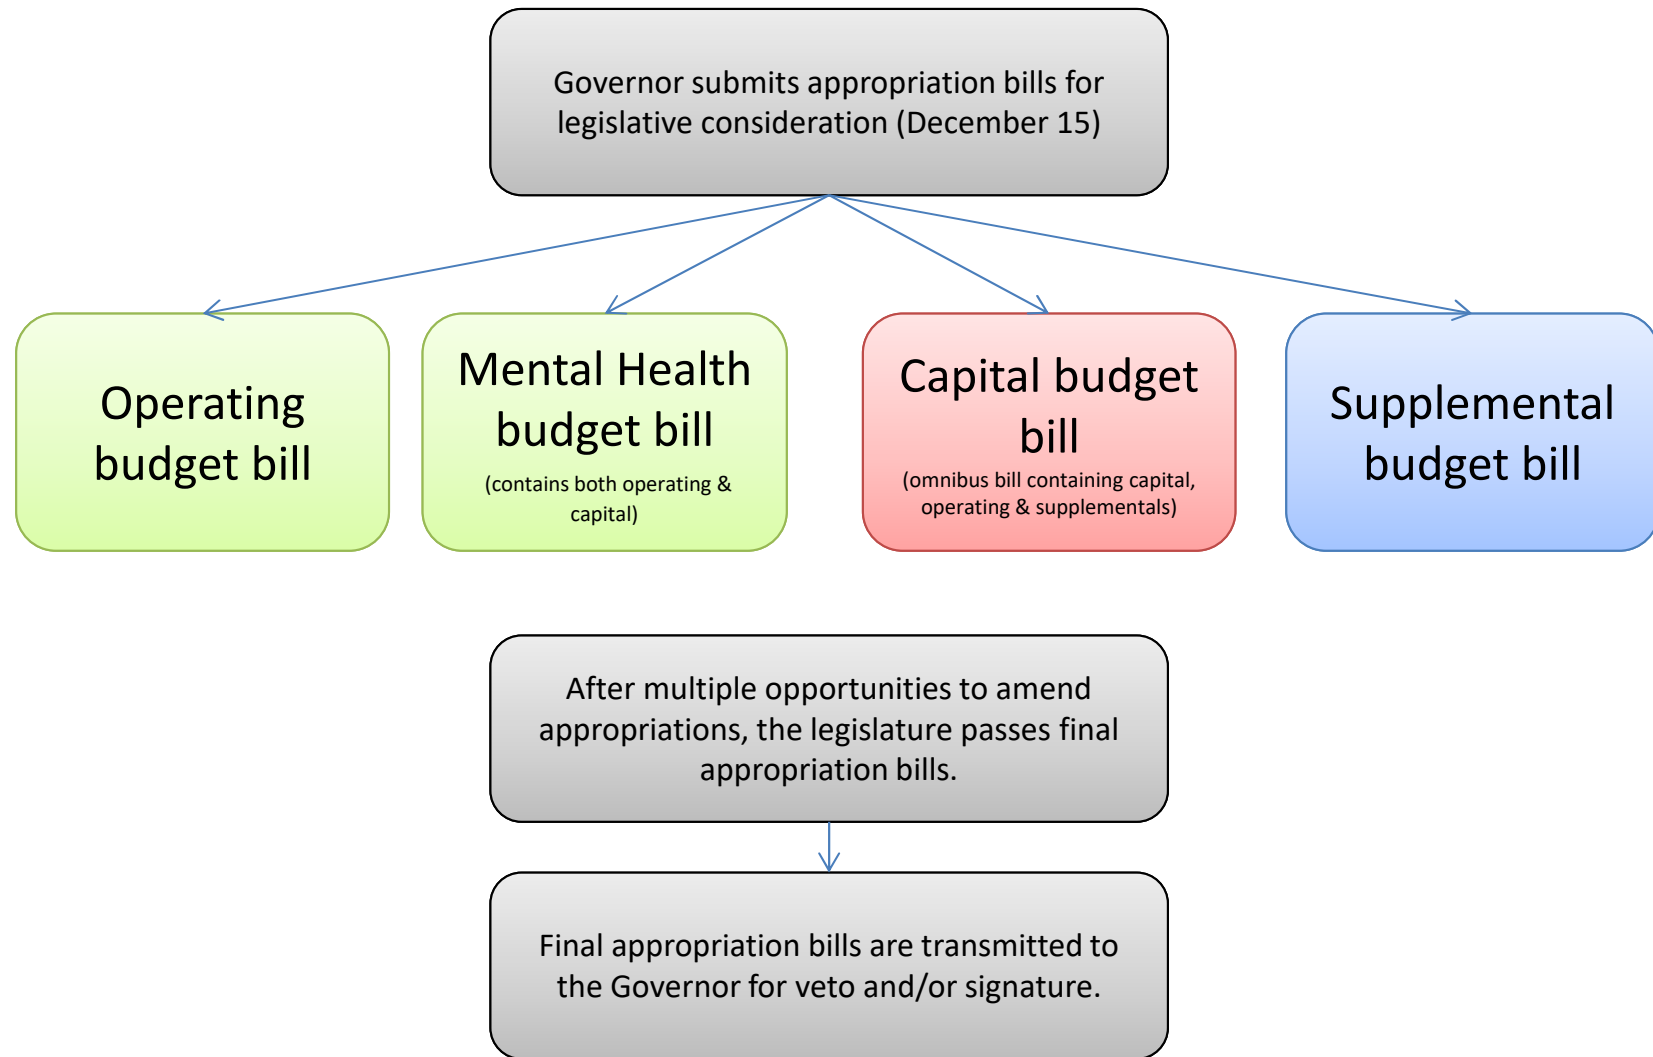 Governor submits appropriation bills for
legislative consideration (December 15)
Operating
budget bill
Mental Health
budget bill
(contains both operating &
capital)
Capital budget
bill
(omnibus bill containing capital,
operating & supplementals)
Supplemental
budget bill
After multiple opportunities to amend
appropriations, the legislature passes final
appropriation bills.
Final appropriation bills are transmitted to
the Governor for veto and/or signature.